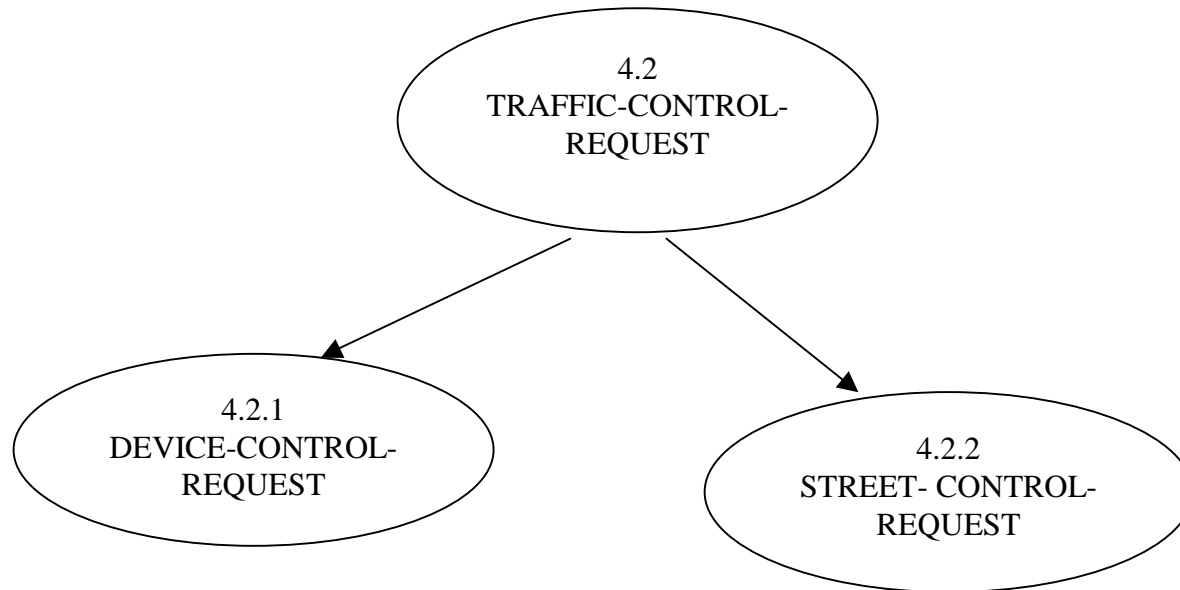 4.2
TRAFFIC-CONTROL-
REQUEST
4.2.1
DEVICE-CONTROL-
REQUEST
4.2.2
STREET- CONTROL-
REQUEST